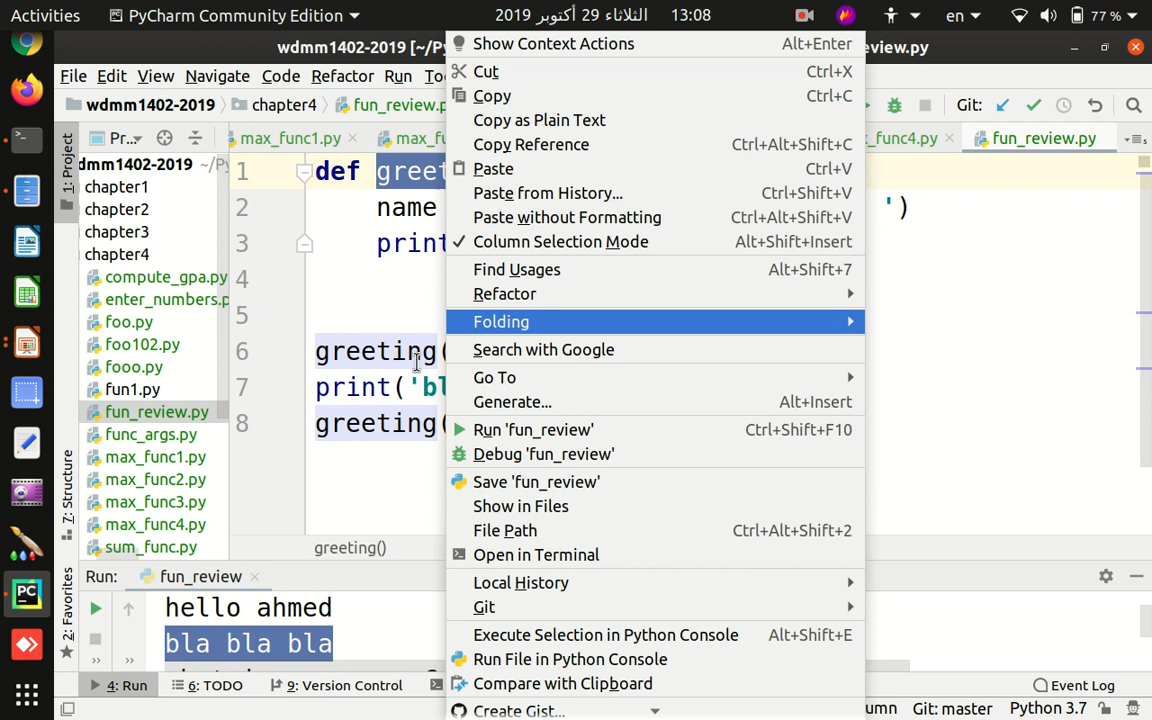 Activities PyCharm Community Edition الثلاثاء 29 أكتوبر 2019 13:08 en 77 %
wdmm1402-2019 [~/Py eview.py
File Edit View Navigate Code Refactor Run To
wdmm1402-2019 chapter4 fun_review.p Git:
1: Project
7: Structure
2: Favorites
Pr... max_func1.py max_fu _func4.py fun_review.py
dmm1402-2019 ~/P
chapter1
chapter2
chapter3
chapter4
compute_gpa.py
enter_numbers.p
foo.py
foo102.py
fooo.py
fun1.py
fun_review.py
func_args.py
max_func1.py
max_func2.py
max_func3.py
max_func4.py
sum_func.py
1 def greet
2 name ')
3 print
4
5
6 greeting(
7 print('bl
8 greeting(
greeting()
Show Context Actions Alt+Enter
Cut Ctrl+X
Copy Ctrl+C
Copy as Plain Text
Copy Reference Ctrl+Alt+Shift+C
Paste Ctrl+V
Paste from History... Ctrl+Shift+V
Paste without Formatting Ctrl+Alt+Shift+V
Column Selection Mode Alt+Shift+Insert
Find Usages Alt+Shift+7
Refactor
Folding
Search with Google
Go To
Generate... Alt+Insert
Run 'fun_review' Ctrl+Shift+F10
Debug 'fun_review'
Save 'fun_review'
Show in Files
File Path Ctrl+Alt+Shift+2
Open in Terminal
Local History
Git
Execute Selection in Python Console Alt+Shift+E
Run File in Python Console
Compare with Clipboard
Create Gist...
Run: fun_review
hello ahmed
bla bla bla
4: Run 6: TODO 9: Version Control Event Log
umn Git: master Python 3.7